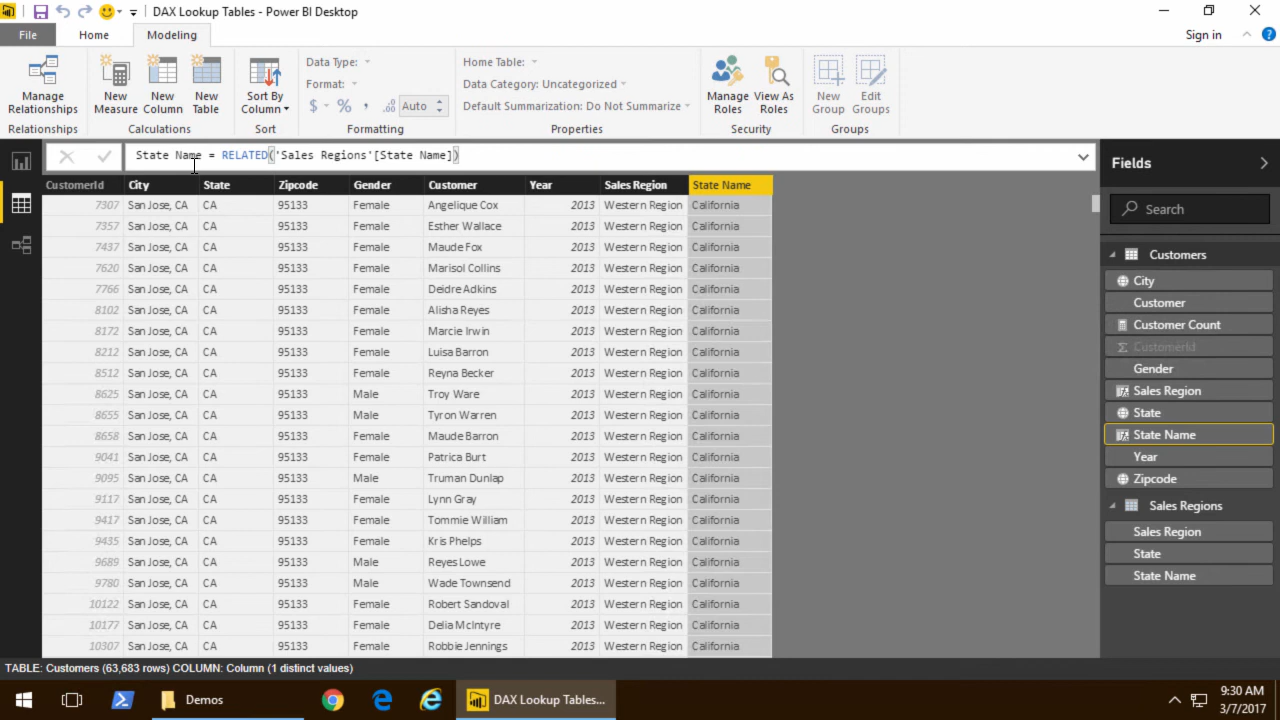 DAX Lookup Tables - Power BI Desktop
File Home Modeling Sign in
Manage Relationships New Measure New Column New Table Sort By Column Data Type: Format: $ % , .00 Auto Home Table: Data Category: Uncategorized Default Summarization: Do Not Summarize Manage Roles View As Roles New Group Edit Groups
Relationships Calculations Sort Formatting Properties Security Groups
State Name = RELATED('Sales Regions'[State Name])
CustomerId City State Zipcode Gender Customer Year Sales Region State Name
7307 San Jose, CA CA 95133 Female Angelique Cox 2013 Western Region California
7357 San Jose, CA CA 95133 Female Esther Wallace 2013 Western Region California
7437 San Jose, CA CA 95133 Female Maude Fox 2013 Western Region California
7620 San Jose, CA CA 95133 Female Marisol Collins 2013 Western Region California
7766 San Jose, CA CA 95133 Female Deidre Adkins 2013 Western Region California
8102 San Jose, CA CA 95133 Female Alisha Reyes 2013 Western Region California
8172 San Jose, CA CA 95133 Female Marcie Irwin 2013 Western Region California
8212 San Jose, CA CA 95133 Female Luisa Barron 2013 Western Region California
8512 San Jose, CA CA 95133 Female Reyna Becker 2013 Western Region California
8625 San Jose, CA CA 95133 Male Troy Ware 2013 Western Region California
8655 San Jose, CA CA 95133 Male Tyron Warren 2013 Western Region California
8658 San Jose, CA CA 95133 Female Maude Barron 2013 Western Region California
9041 San Jose, CA CA 95133 Female Patrica Burt 2013 Western Region California
9095 San Jose, CA CA 95133 Male Truman Dunlap 2013 Western Region California
9117 San Jose, CA CA 95133 Female Lynn Gray 2013 Western Region California
9417 San Jose, CA CA 95133 Female Tommie William 2013 Western Region California
9435 San Jose, CA CA 95133 Female Kris Phelps 2013 Western Region California
9689 San Jose, CA CA 95133 Male Reyes Lowe 2013 Western Region California
9780 San Jose, CA CA 95133 Male Wade Townsend 2013 Western Region California
10122 San Jose, CA CA 95133 Female Robert Sandoval 2013 Western Region California
10177 San Jose, CA CA 95133 Female Delia McIntyre 2013 Western Region California
10307 San Jose, CA CA 95133 Female Robbie Jennings 2013 Western Region California
Fields
Search
Customers
City
Customer
Customer Count
CustomerId
Gender
Sales Region
State
State Name
Year
Zipcode
Sales Regions
Sales Region
State
State Name
TABLE: Customers (63,683 rows) COLUMN: Column (1 distinct values)
Demos DAX Lookup Tables... 9:30 AM
3/7/2017